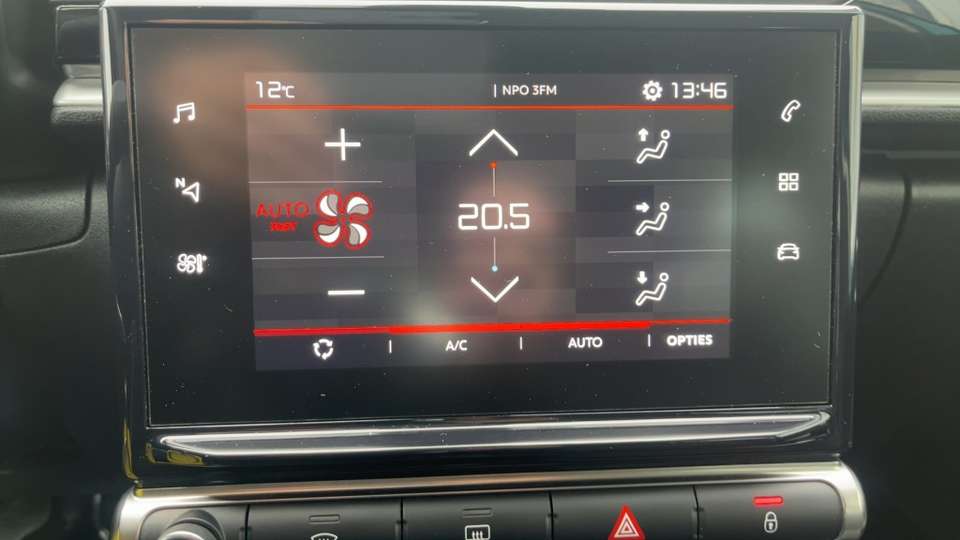 12°C
NPO 3FM
13:46
N
AUTO
20.5
A/C
AUTO
OPTIES